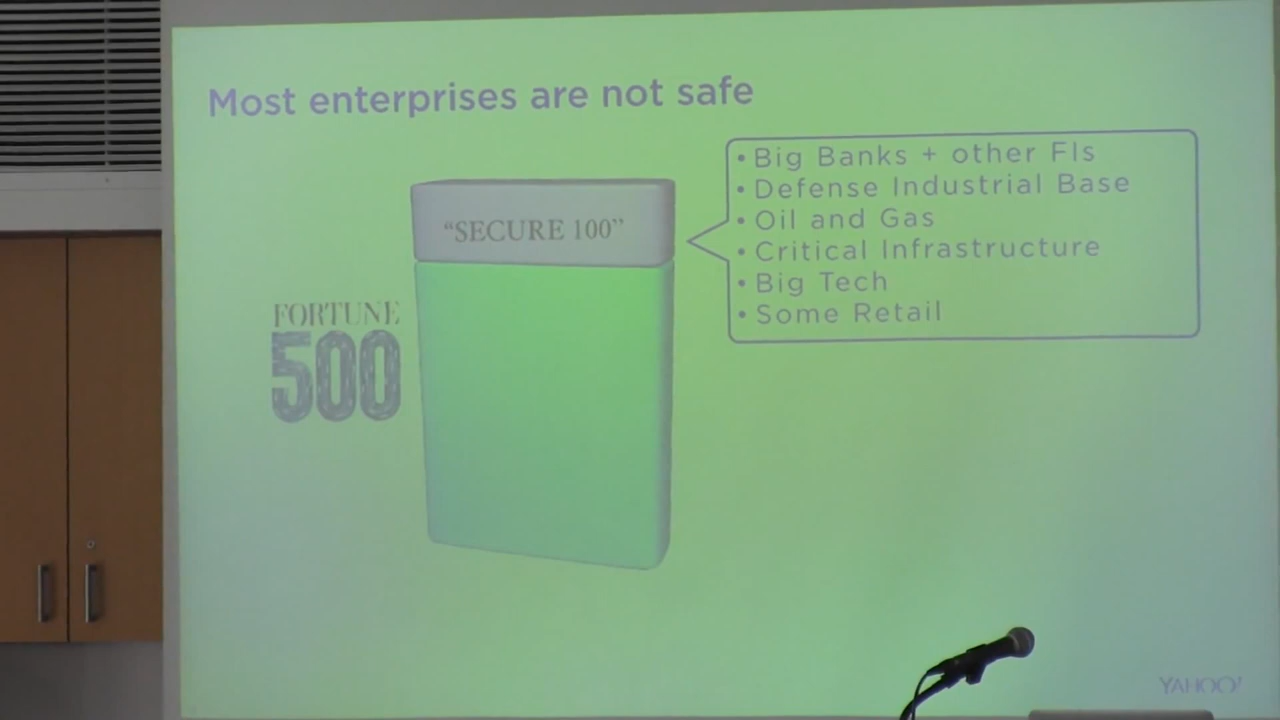 Most enterprises are not safe
“SECURE 100”
• Big Banks + other FIs
• Defense Industrial Base
• Oil and Gas
• Critical Infrastructure
• Big Tech
• Some Retail
FORTUNE
500
YAHOO!